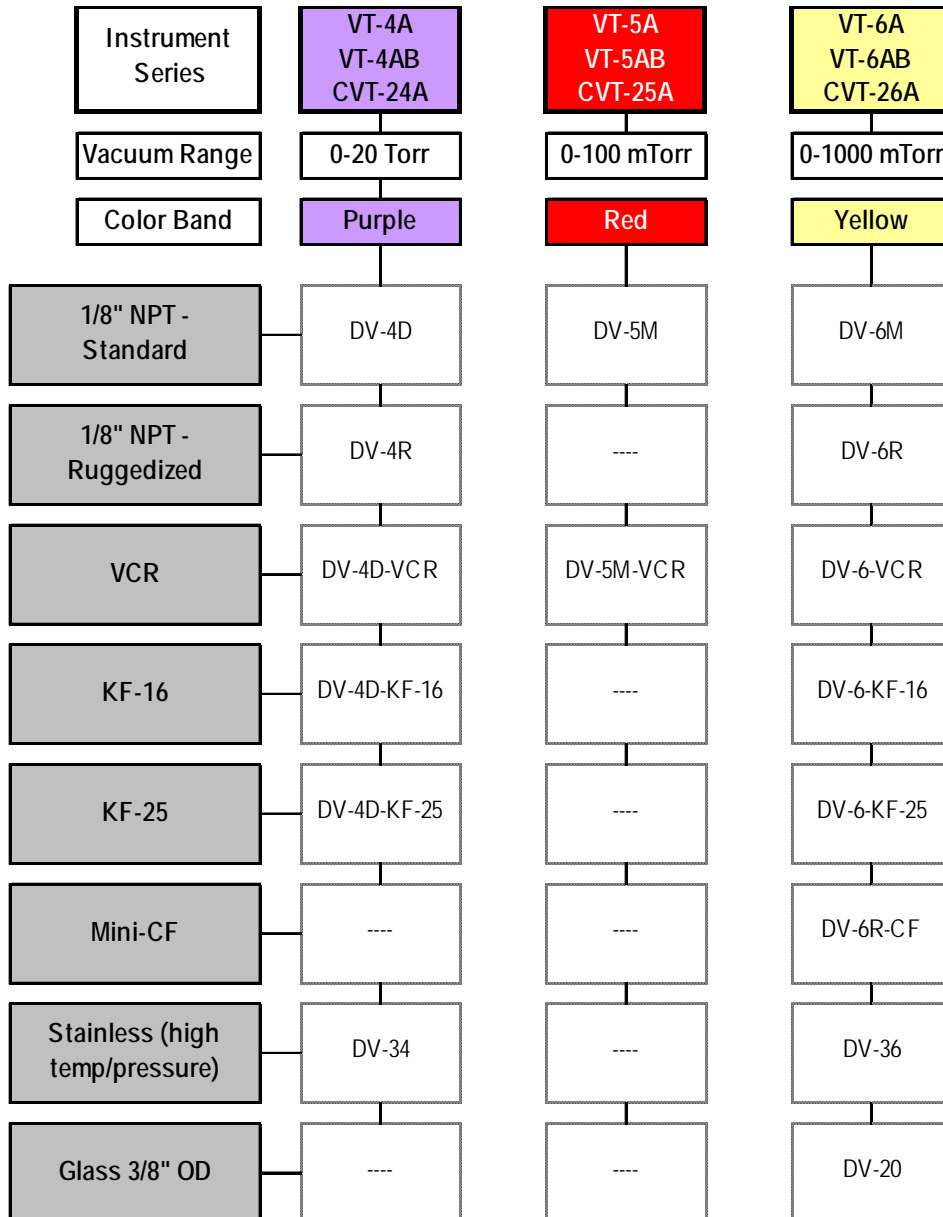 Instrument
Series
VT-4A
VT-4AB
CVT-24A
VT-5A
VT-5AB
CVT-25A
VT-6A
VT-6AB
CVT-26A
Vacuum Range
0-20 Torr
0-100 mTorr
0-1000 mTorr
Color Band
Purple
Red
Yellow
1/8" NPT -
Standard
DV-4D
DV-5M
DV-6M
1/8" NPT -
Ruggedized
DV-4R
----
DV-6R
VCR
DV-4D-VCR
DV-5M-VCR
DV-6-VCR
KF-16
DV-4D-KF-16
----
DV-6-KF-16
KF-25
DV-4D-KF-25
----
DV-6-KF-25
Mini-CF
----
----
DV-6R-CF
Stainless (high
temp/pressure)
DV-34
----
DV-36
Glass 3/8" OD
----
----
DV-20